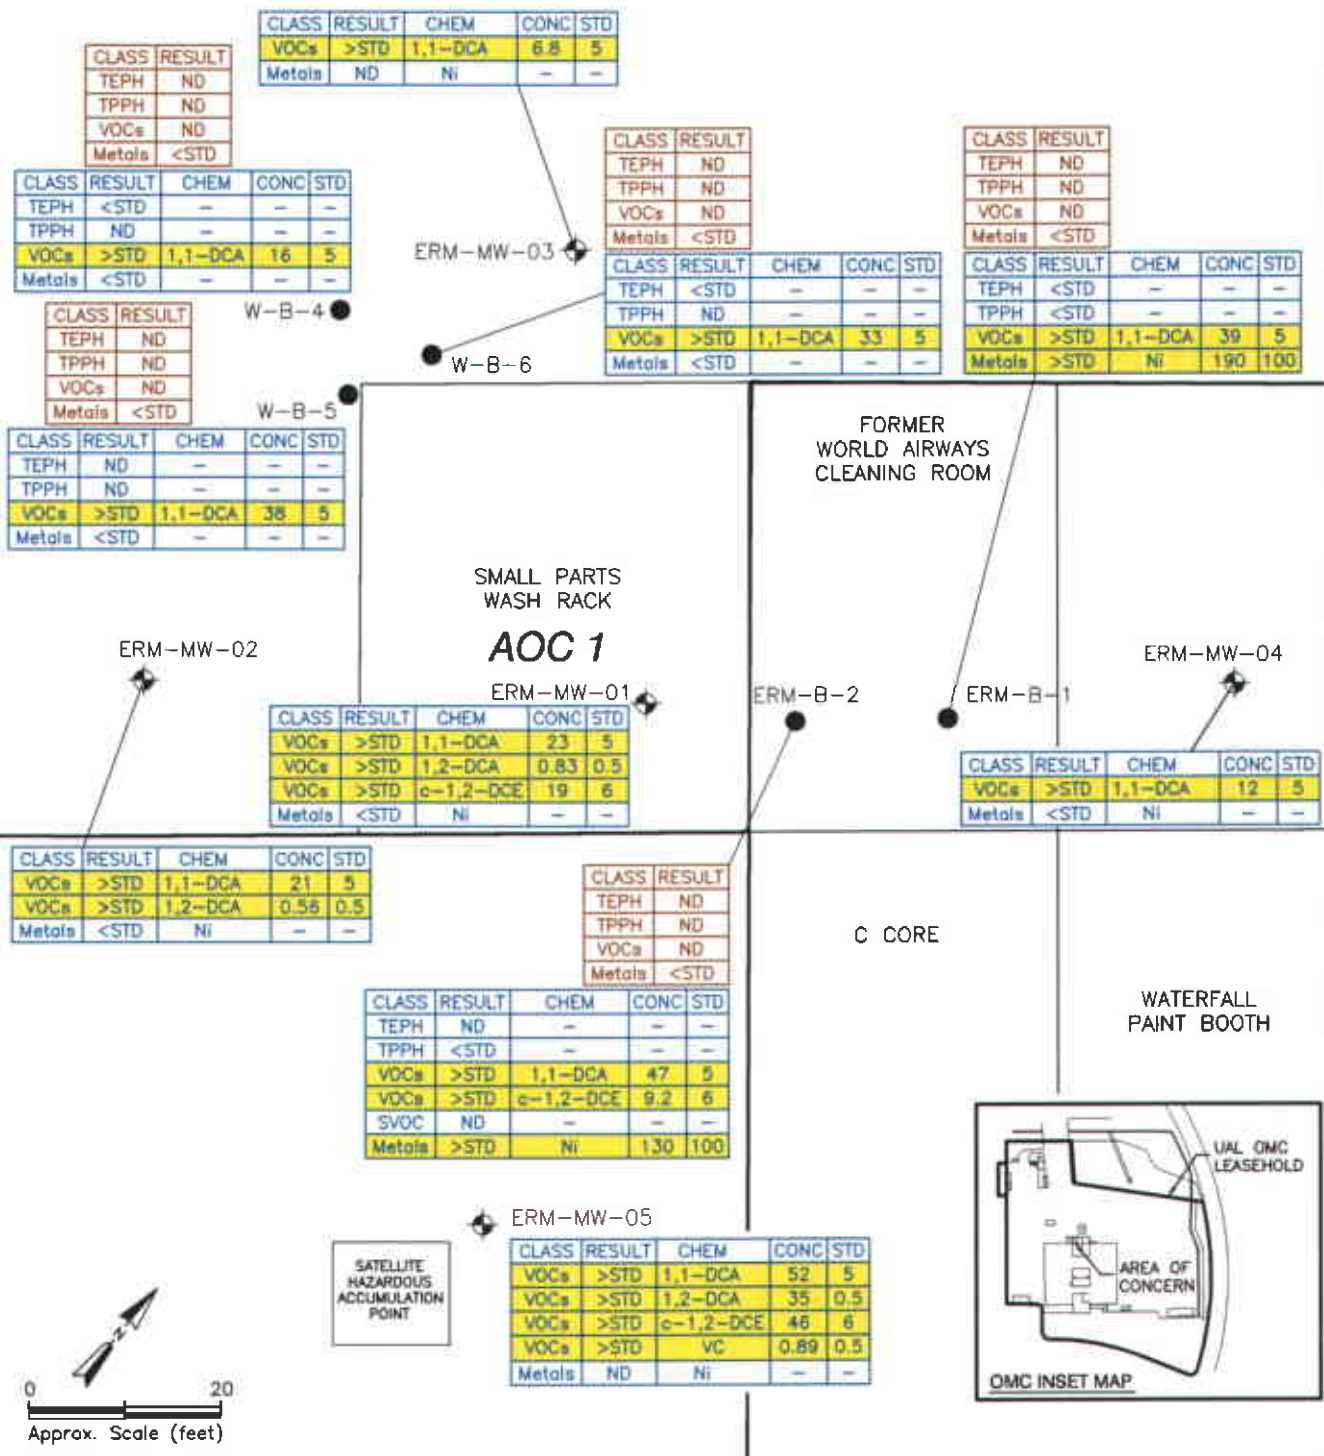 CLASS RESULT CHEM CONC STD
VOCs >STD 1,1-DCA 6.8 5
Metals ND Ni - -
CLASS RESULT
TEPH ND
TPPH ND
VOCs ND
Metals <STD
CLASS RESULT CHEM CONC STD
TEPH <STD - - -
TPPH ND - - -
VOCs >STD 1,1-DCA 16 5
Metals <STD - - -
W-B-4
ERM-MW-03
CLASS RESULT
TEPH ND
TPPH ND
VOCs ND
Metals <STD
CLASS RESULT CHEM CONC STD
TEPH <STD - - -
TPPH ND - - -
VOCs >STD 1,1-DCA 33 5
Metals <STD - - -
W-B-6
CLASS RESULT
TEPH ND
TPPH ND
VOCs ND
Metals <STD
CLASS RESULT CHEM CONC STD
TEPH <STD - - -
TPPH <STD - - -
VOCs >STD 1,1-DCA 39 5
Metals >STD Ni 190 100
CLASS RESULT
TEPH ND
TPPH ND
VOCs ND
Metals <STD
W-B-5
CLASS RESULT CHEM CONC STD
TEPH ND - - -
TPPH ND - - -
VOCs >STD 1,1-DCA 38 5
Metals <STD - - -
FORMER
WORLD AIRWAYS
CLEANING ROOM
SMALL PARTS
WASH RACK
AOC 1
ERM-MW-02
ERM-MW-01
ERM-B-2
ERM-B-1
ERM-MW-04
CLASS RESULT CHEM CONC STD
VOCs >STD 1,1-DCA 23 5
VOCs >STD 1,2-DCA 0.83 0.5
VOCs >STD c-1,2-DCE 19 6
Metals <STD Ni - -
CLASS RESULT CHEM CONC STD
VOCs >STD 1,1-DCA 12 5
Metals <STD Ni - -
CLASS RESULT CHEM CONC STD
VOCs >STD 1,1-DCA 21 5
VOCs >STD 1,2-DCA 0.56 0.5
Metals <STD Ni - -
CLASS RESULT
TEPH ND
TPPH ND
VOCs ND
Metals <STD
CLASS RESULT CHEM CONC STD
TEPH ND - - -
TPPH <STD - - -
VOCs >STD 1,1-DCA 47 5
VOCs >STD c-1,2-DCE 9.2 6
SVOC ND - - -
Metals >STD Ni 130 100
C CORE
WATERFALL
PAINT BOOTH
ERM-MW-05
CLASS RESULT CHEM CONC STD
VOCs >STD 1,1-DCA 52 5
VOCs >STD 1,2-DCA 35 0.5
VOCs >STD c-1,2-DCE 46 6
VOCs >STD VC 0.89 0.5
Metals ND Ni - -
SATELLITE
HAZARDOUS
ACCUMULATION
POINT
UAL OMC
LEASEHOLD
AREA OF
CONCERN
OMC INSET MAP
N
0 20
Approx. Scale (feet)